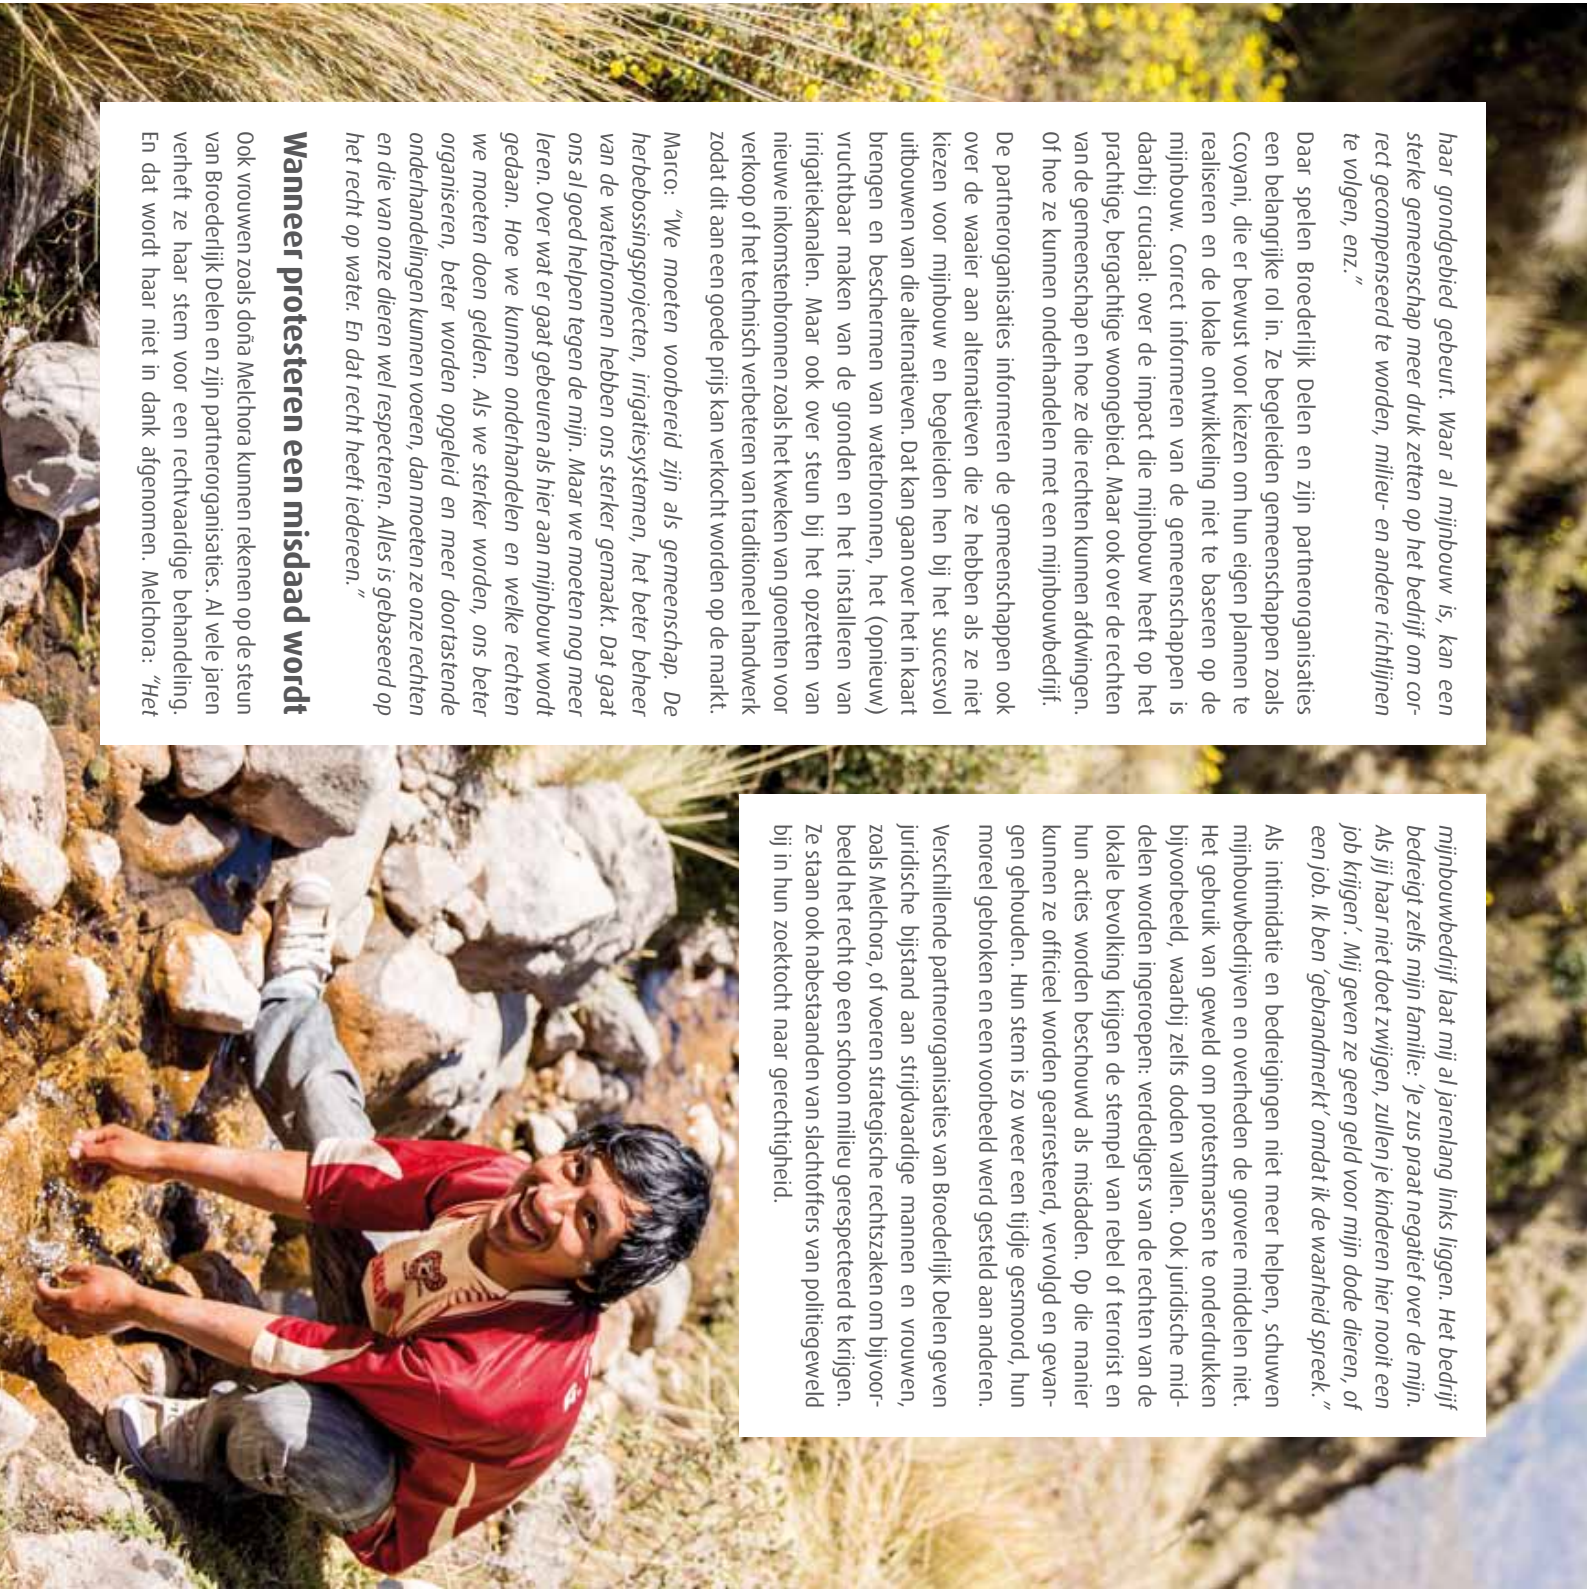 haar grondgebied gebeurt. Waar al mijnbouw is, kan een
sterke gemeenschap meer druk zetten op het bedrijf om cor-
rect gecompenseerd te worden, milieu- en andere richtlijnen
te volgen, enz.”
Daar spelen Broederlijk Delen en zijn partnerorganisaties
een belangrijke rol in. Ze begeleiden gemeenschappen zoals
Ccoyani, die er bewust voor kiezen om hun eigen plannen te
realiseren en de lokale ontwikkeling niet te baseren op de
mijnbouw. Correct informeren van de gemeenschappen is
daarbij cruciaal: over de impact die mijnbouw heeft op het
prachtige, bergachtige woongebied. Maar ook over de rechten
van de gemeenschap en hoe ze die rechten kunnen afdwingen.
Of hoe ze kunnen onderhandelen met een mijnbouwbedrijf.
De partnerorganisaties informeren de gemeenschappen ook
over de waaier aan alternatieven die ze hebben als ze niet
kiezen voor mijnbouw en begeleiden hen bij het succesvol
uitbouwen van die alternatieven. Dat kan gaan over het in kaart
brengen en beschermen van waterbronnen, het (opnieuw)
vruchtbaar maken van de gronden en het installeren van
irrigatiekanalen. Maar ook over steun bij het opzetten van
nieuwe inkomstenbronnen zoals het kweken van groenten voor
verkoop of het technisch verbeteren van traditioneel handwerk
zodat dit aan een goede prijs kan verkocht worden op de markt.
Marco: “We moeten voorbereid zijn als gemeenschap. De
herbebossingsprojecten, irrigatiesystemen, het beter beheer
van de waterbronnen hebben ons sterker gemaakt. Dat gaat
ons al goed helpen tegen de mijn. Maar we moeten nog meer
leren. Over wat er gaat gebeuren als hier aan mijnbouw wordt
gedaan. Hoe we kunnen onderhandelen en welke rechten
we moeten doen gelden. Als we sterker worden, ons beter
organiseren, beter worden opgeleid en meer doortastende
onderhandelingen kunnen voeren, dan moeten ze onze rechten
en die van onze dieren wel respecteren. Alles is gebaseerd op
het recht op water. En dat recht heeft iedereen.”
Wanneer protesteren een misdaad wordt
Ook vrouwen zoals doña Melchora kunnen rekenen op de steun
van Broederlijk Delen en zijn partnerorganisaties. Al vele jaren
verheft ze haar stem voor een rechtvaardige behandeling.
En dat wordt haar niet in dank afgenomen. Melchora: “Het
mijnbouwbedrijf laat mij al jarenlang links liggen. Het bedrijf
bedreigt zelfs mijn familie: ‘Je zus praat negatief over de mijn.
Als jij haar niet doet zwijgen, zullen je kinderen hier nooit een
job krijgen’. Mij geven ze geen geld voor mijn dode dieren, of
een job. Ik ben ‘gebrandmerkt’ omdat ik de waarheid spreek.”
Als intimidatie en bedreigingen niet meer helpen, schuwen
mijnbouwbedrijven en overheden de grovere middelen niet.
Het gebruik van geweld om protestmarsen te onderdrukken
bijvoorbeeld, waarbij zelfs doden vallen. Ook juridische mid-
delen worden ingeroepen: verdedigers van de rechten van de
lokale bevolking krijgen de stempel van rebel of terrorist en
hun acties worden beschouwd als misdaden. Op die manier
kunnen ze officieel worden gearresteerd, vervolgd en gevan-
gen gehouden. Hun stem is zo weer een tijdje gesmoord, hun
moreel gebroken en een voorbeeld werd gesteld aan anderen.
Verschillende partnerorganisaties van Broederlijk Delen geven
juridische bijstand aan strijdvaardige mannen en vrouwen,
zoals Melchora, of voeren strategische rechtszaken om bijvoor-
beeld het recht op een schoon milieu gerespecteerd te krijgen.
Ze staan ook nabestaanden van slachtoffers van politiegeweld
bij in hun zoektocht naar gerechtigheid.